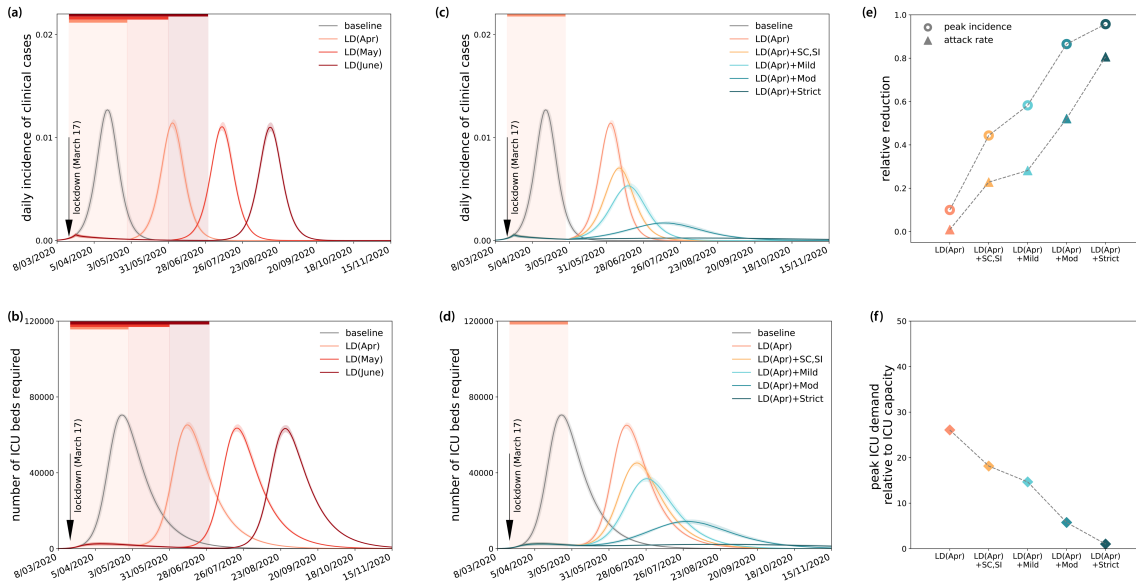 (a)
daily incidence of clinical cases
0.02
0.01
0.00
lockdown (March 17)
baseline
LD(Apr)
LD(May)
LD(June)
8/03/2020
5/04/2020
3/05/2020
31/05/2020
28/06/2020
26/07/2020
23/08/2020
20/09/2020
18/10/2020
15/11/2020
(c)
daily incidence of clinical cases
0.02
0.01
0.00
lockdown (March 17)
baseline
LD(Apr)
LD(Apr)+SC,SI
LD(Apr)+Mild
LD(Apr)+Mod
LD(Apr)+Strict
8/03/2020
5/04/2020
3/05/2020
31/05/2020
28/06/2020
26/07/2020
23/08/2020
20/09/2020
18/10/2020
15/11/2020
(e)
relative reduction
1.0
0.8
0.6
0.4
0.2
0.0
peak incidence
attack rate
LD(Apr)
LD(Apr)
+SC,SI
LD(Apr)
+Mild
LD(Apr)
+Mod
LD(Apr)
+Strict
(b)
number of ICU beds required
120000
80000
40000
0
lockdown (March 17)
baseline
LD(Apr)
LD(May)
LD(June)
8/03/2020
5/04/2020
3/05/2020
31/05/2020
28/06/2020
26/07/2020
23/08/2020
20/09/2020
18/10/2020
15/11/2020
(d)
number of ICU beds required
120000
80000
40000
0
lockdown (March 17)
baseline
LD(Apr)
LD(Apr)+SC,SI
LD(Apr)+Mild
LD(Apr)+Mod
LD(Apr)+Strict
8/03/2020
5/04/2020
3/05/2020
31/05/2020
28/06/2020
26/07/2020
23/08/2020
20/09/2020
18/10/2020
15/11/2020
(f)
peak ICU demand
relative to ICU capacity
50
40
30
20
10
0
LD(Apr)
LD(Apr)
+SC,SI
LD(Apr)
+Mild
LD(Apr)
+Mod
LD(Apr)
+Strict